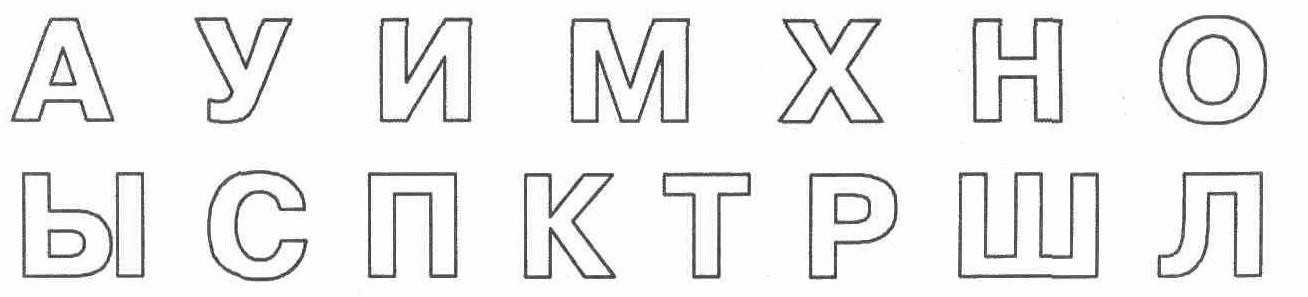 А У И М Х Н О
Ы С П К Т Р Ш Л